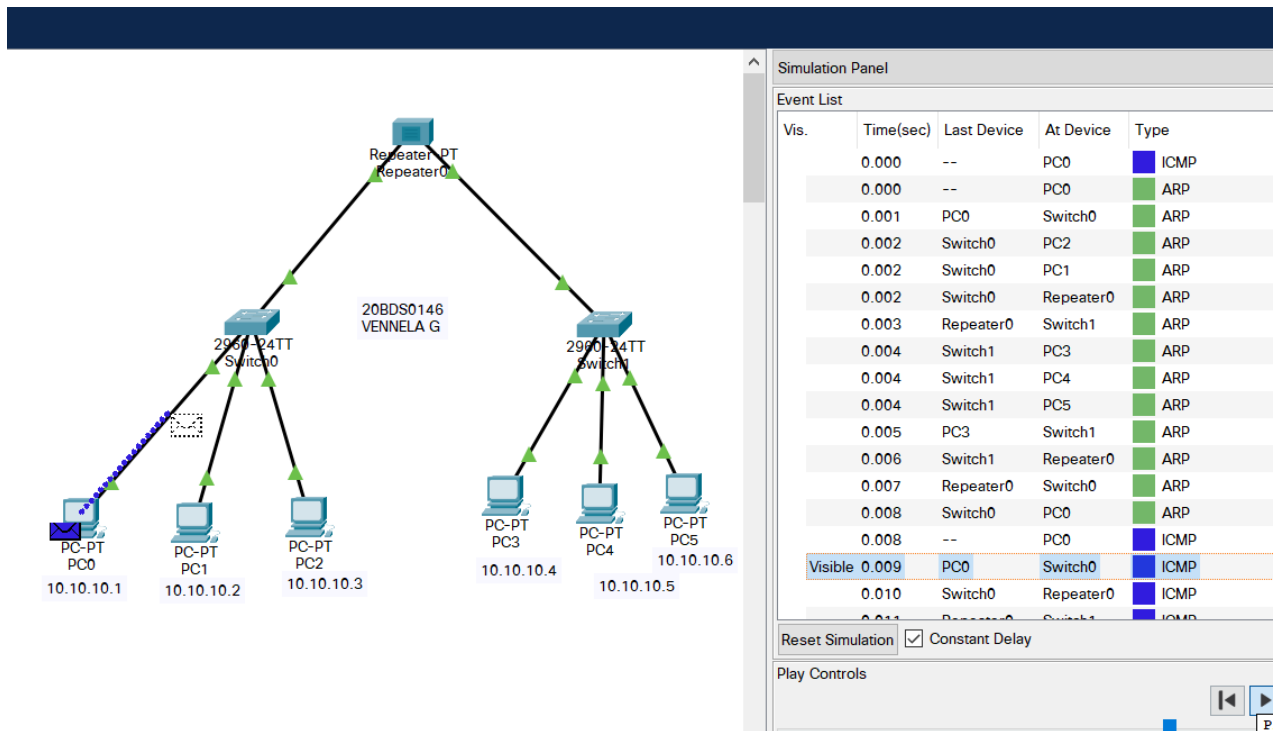 Repeater-PT
Repeater0
20BDS0146
VENNELA G
2960-24TT
Switch0
2960-24TT
Switch1
PC-PT
PC0
10.10.10.1
PC-PT
PC1
10.10.10.2
PC-PT
PC2
10.10.10.3
PC-PT
PC3
10.10.10.4
PC-PT
PC4
10.10.10.5
PC-PT
PC5
10.10.10.6
Simulation Panel
Event List
Vis. Time(sec) Last Device At Device Type
0.000 -- PC0 ICMP
0.000 -- PC0 ARP
0.001 PC0 Switch0 ARP
0.002 Switch0 PC2 ARP
0.002 Switch0 PC1 ARP
0.002 Switch0 Repeater0 ARP
0.003 Repeater0 Switch1 ARP
0.004 Switch1 PC3 ARP
0.004 Switch1 PC4 ARP
0.004 Switch1 PC5 ARP
0.005 PC3 Switch1 ARP
0.006 Switch1 Repeater0 ARP
0.007 Repeater0 Switch0 ARP
0.008 Switch0 PC0 ARP
0.008 -- PC0 ICMP
Visible 0.009 PC0 Switch0 ICMP
0.010 Switch0 Repeater0 ICMP
0.011 Repeater0 Switch1 ICMP
Reset Simulation Constant Delay
Play Controls
P